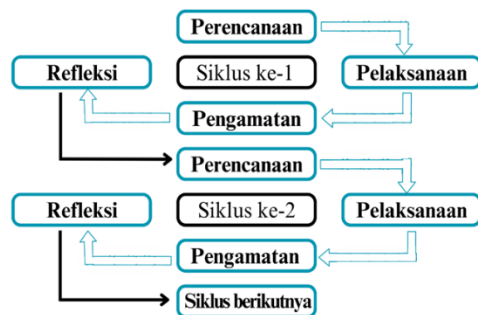 Perencanaan
Refleksi
Siklus ke-1
Pelaksanaan
Pengamatan
Perencanaan
Refleksi
Siklus ke-2
Pelaksanaan
Pengamatan
Siklus berikutnya